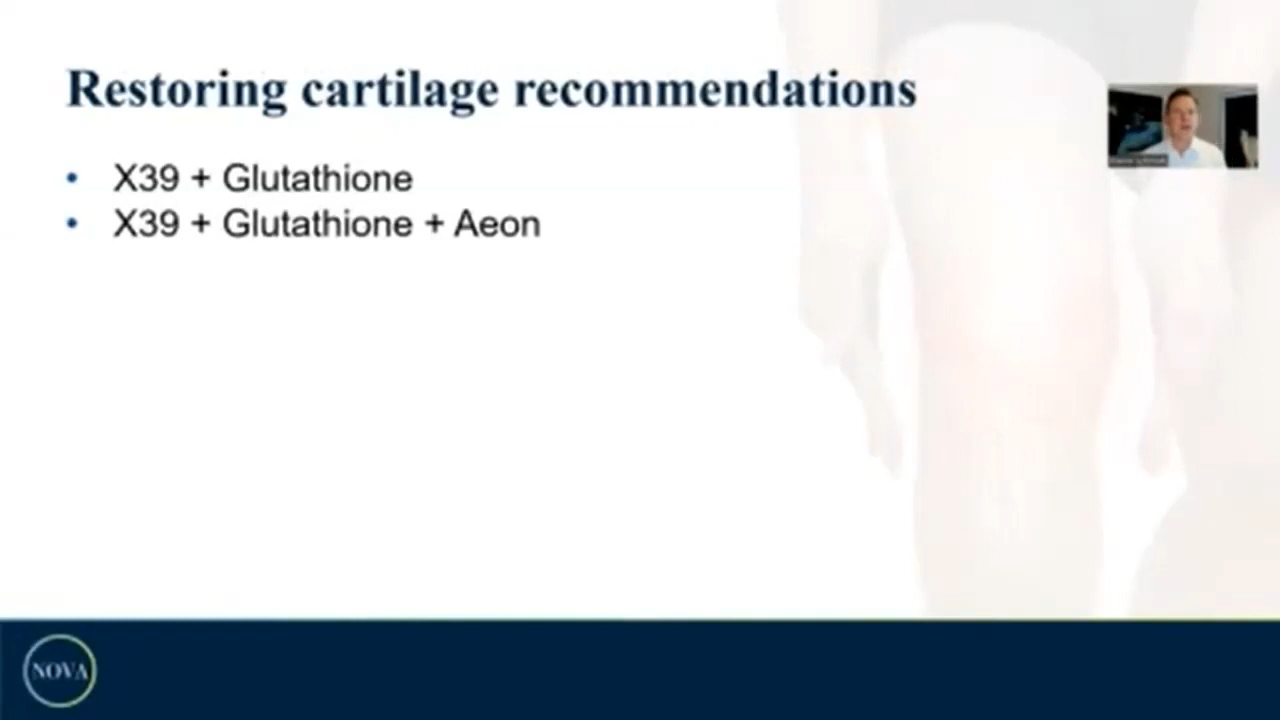 Restoring cartilage recommendations
• X39 + Glutathione
• X39 + Glutathione + Aeon
NOVA